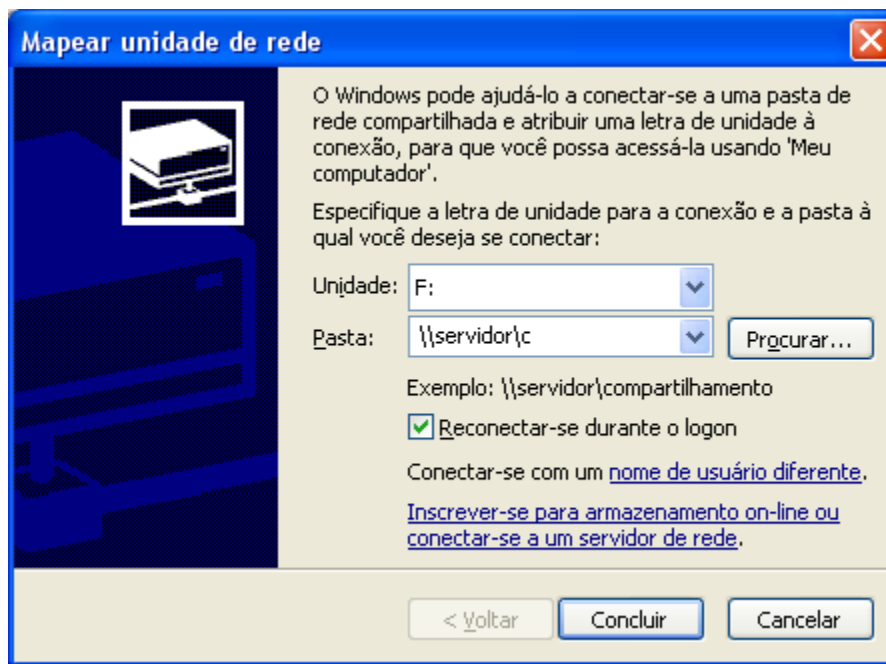 Mapear unidade de rede
O Windows pode ajudá-lo a conectar-se a uma pasta de
rede compartilhada e atribuir uma letra de unidade à
conexão, para que você possa acessá-la usando 'Meu
computador'.
Especifique a letra de unidade para a conexão e a pasta à
qual você deseja se conectar:
Unidade: F:
Pasta: \\servidor\c Procurar...
Exemplo: \\servidor\compartilhamento
Reconectar-se durante o logon
Conectar-se com um nome de usuário diferente.
Inscrever-se para armazenamento on-line ou
conectar-se a um servidor de rede.
< Voltar Concluir Cancelar